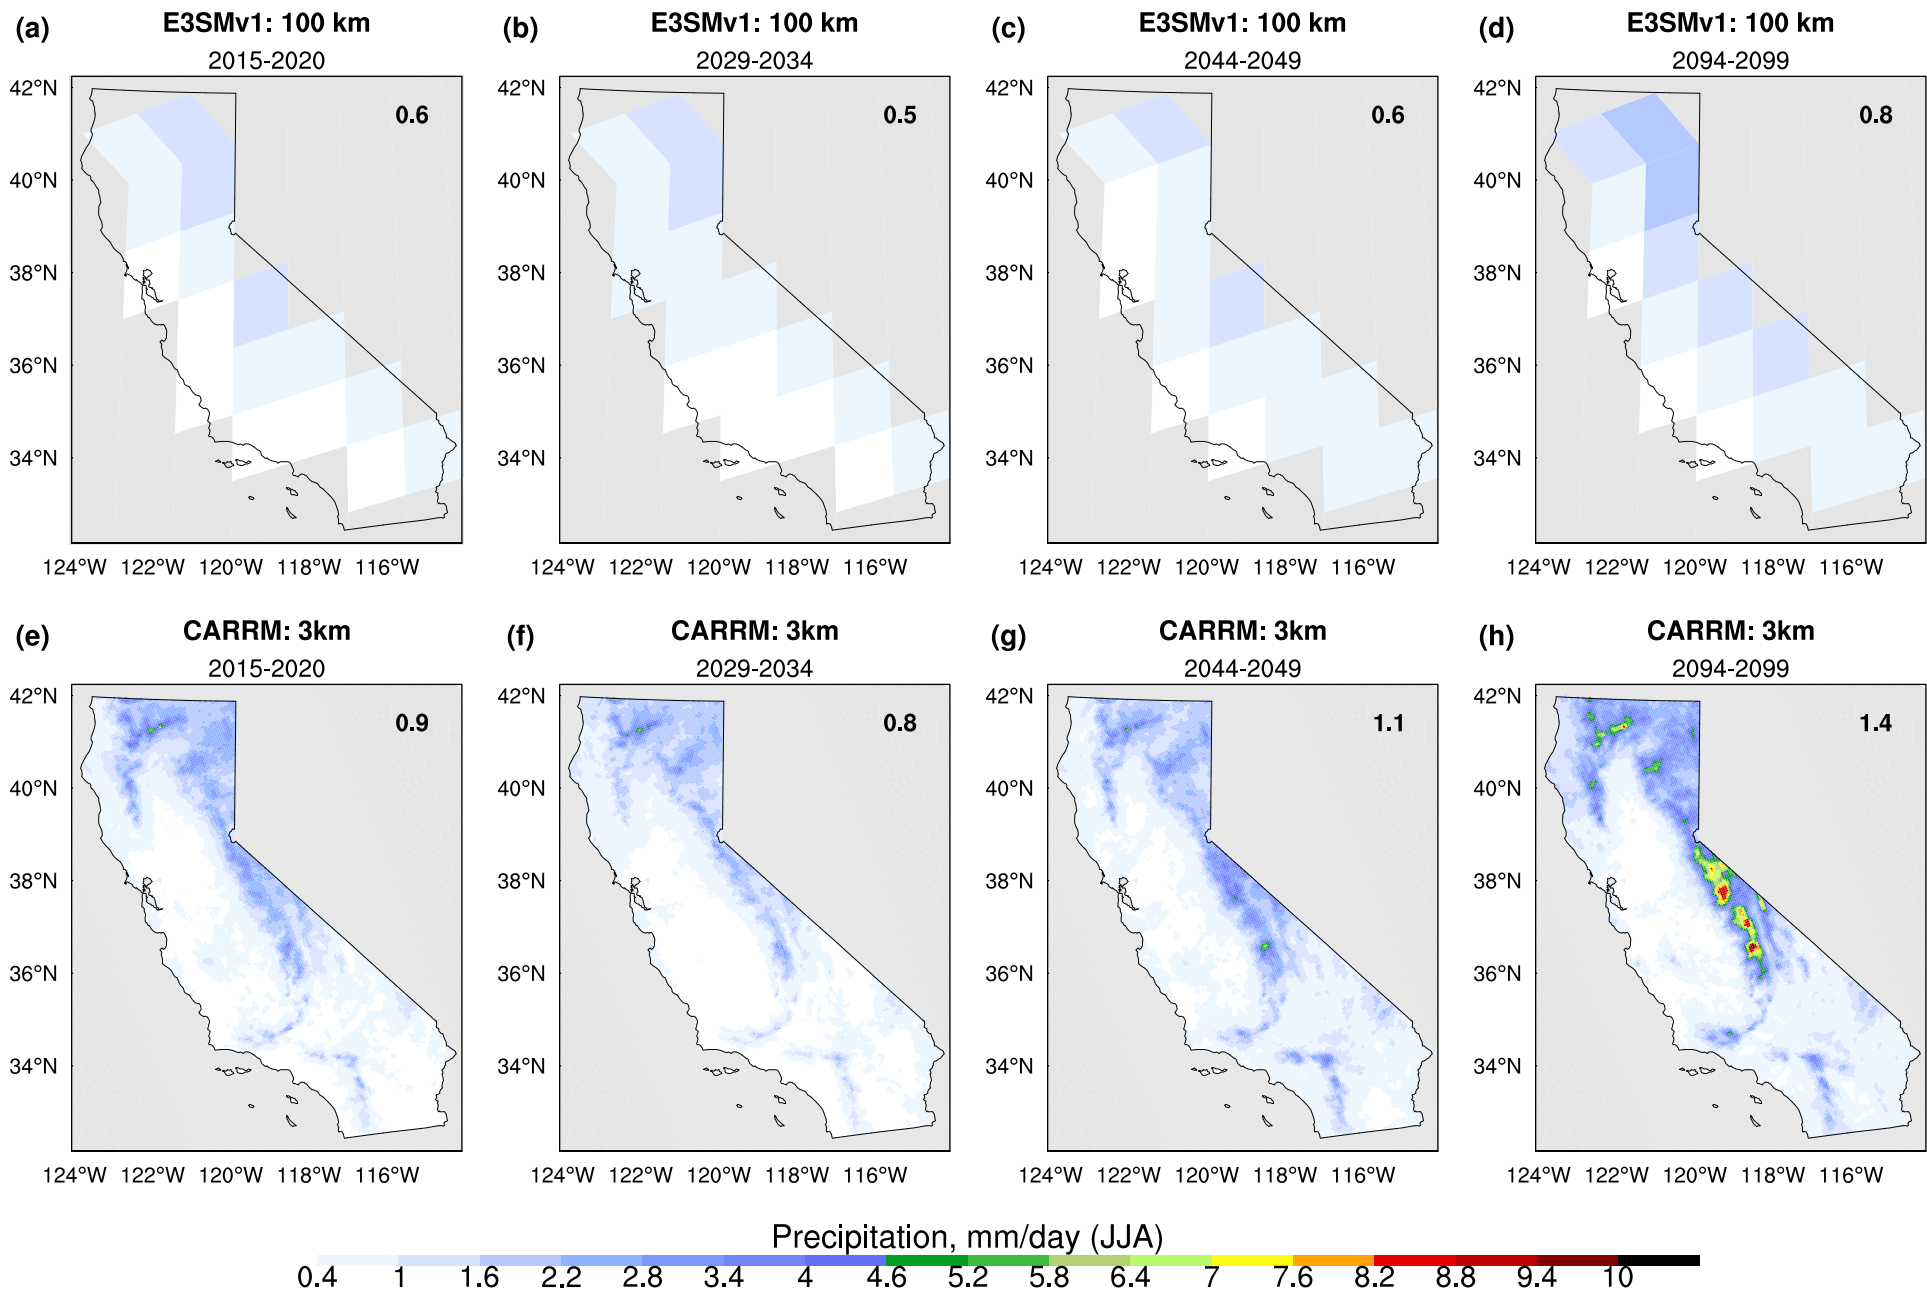 (a) E3SMv1: 100 km
2015-2020
0.6
42°N
40°N
38°N
36°N
34°N
124°W 122°W 120°W 118°W 116°W
(b) E3SMv1: 100 km
2029-2034
0.5
42°N
40°N
38°N
36°N
34°N
124°W 122°W 120°W 118°W 116°W
(c) E3SMv1: 100 km
2044-2049
0.6
42°N
40°N
38°N
36°N
34°N
124°W 122°W 120°W 118°W 116°W
(d) E3SMv1: 100 km
2094-2099
0.8
42°N
40°N
38°N
36°N
34°N
124°W 122°W 120°W 118°W 116°W
(e) CARRM: 3km
2015-2020
0.9
42°N
40°N
38°N
36°N
34°N
124°W 122°W 120°W 118°W 116°W
(f) CARRM: 3km
2029-2034
0.8
42°N
40°N
38°N
36°N
34°N
124°W 122°W 120°W 118°W 116°W
(g) CARRM: 3km
2044-2049
1.1
42°N
40°N
38°N
36°N
34°N
124°W 122°W 120°W 118°W 116°W
(h) CARRM: 3km
2094-2099
1.4
42°N
40°N
38°N
36°N
34°N
124°W 122°W 120°W 118°W 116°W
Precipitation, mm/day (JJA)
0.4 1 1.6 2.2 2.8 3.4 4 4.6 5.2 5.8 6.4 7 7.6 8.2 8.8 9.4 10